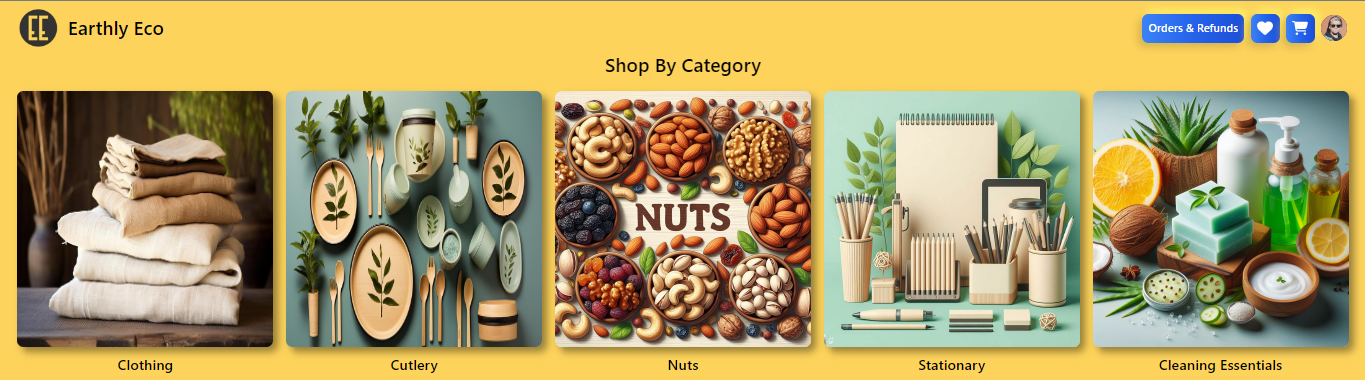 EE
Earthly Eco
Orders & Refunds
Shop By Category
NUTS
Clothing
Cutlery
Nuts
Stationary
Cleaning Essentials